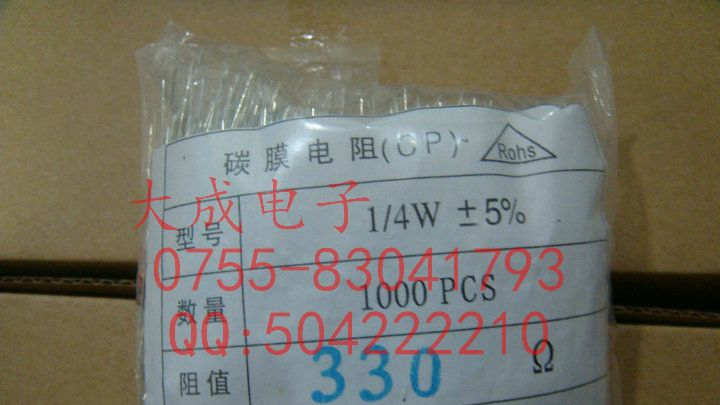 碳膜电阻(CP)
Rohs
大成电子
型号 1/4W ±5%
0755-83041793
数量 1000 PCS
QQ:504222210
阻值 330 Ω